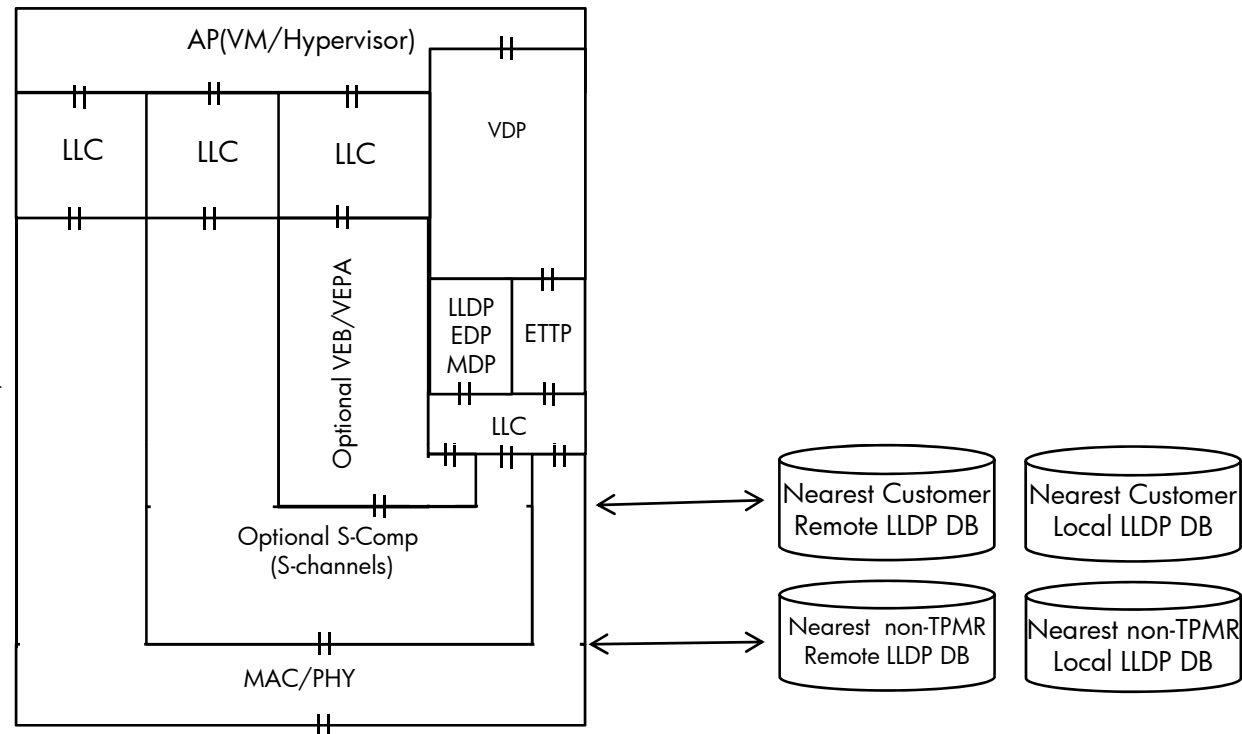 AP(VM/Hypervisor)
VDP
LLC
LLC
LLC
Optional VEB/VEPA
LLDP
EDP
MDP
ETTP
LLC
Optional S-Comp
(S-channels)
MAC/PHY
Nearest Customer
Remote LLDP DB
Nearest Customer
Local LLDP DB
Nearest non-TPMR
Remote LLDP DB
Nearest non-TPMR
Local LLDP DB